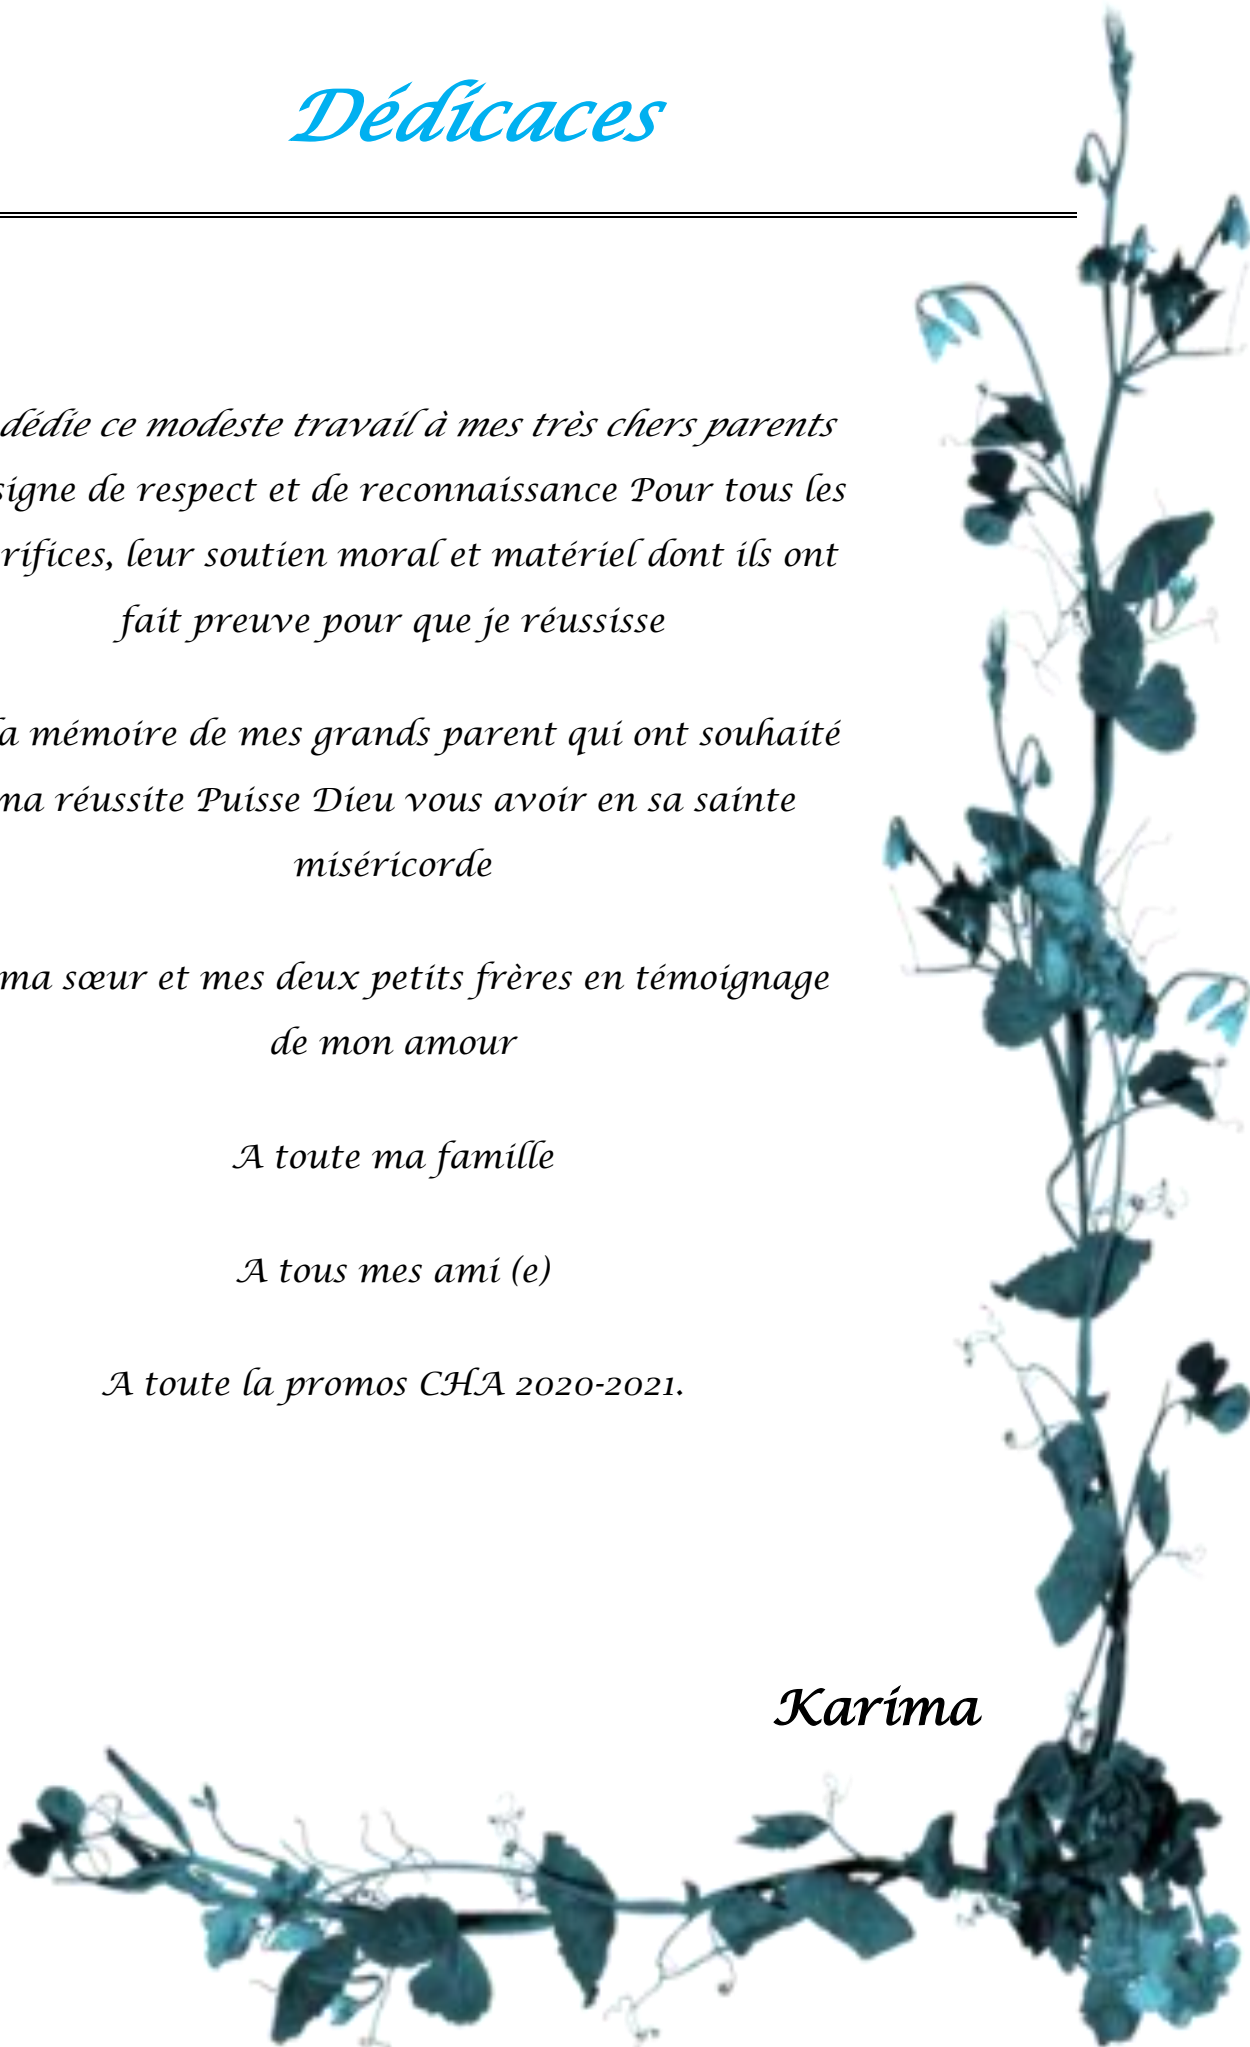 Dédicaces
dédie ce modeste travail à mes très chers parents
signe de respect et de reconnaissance Pour tous les
rifices, leur soutien moral et matériel dont ils ont
fait preuve pour que je réussisse
la mémoire de mes grands parent qui ont souhaité
ma réussite Puisse Dieu vous avoir en sa sainte
miséricorde
ma sœur et mes deux petits frères en témoignage
de mon amour
A toute ma famille
A tous mes ami (e)
A toute la promos CHA 2020-2021.
Karima